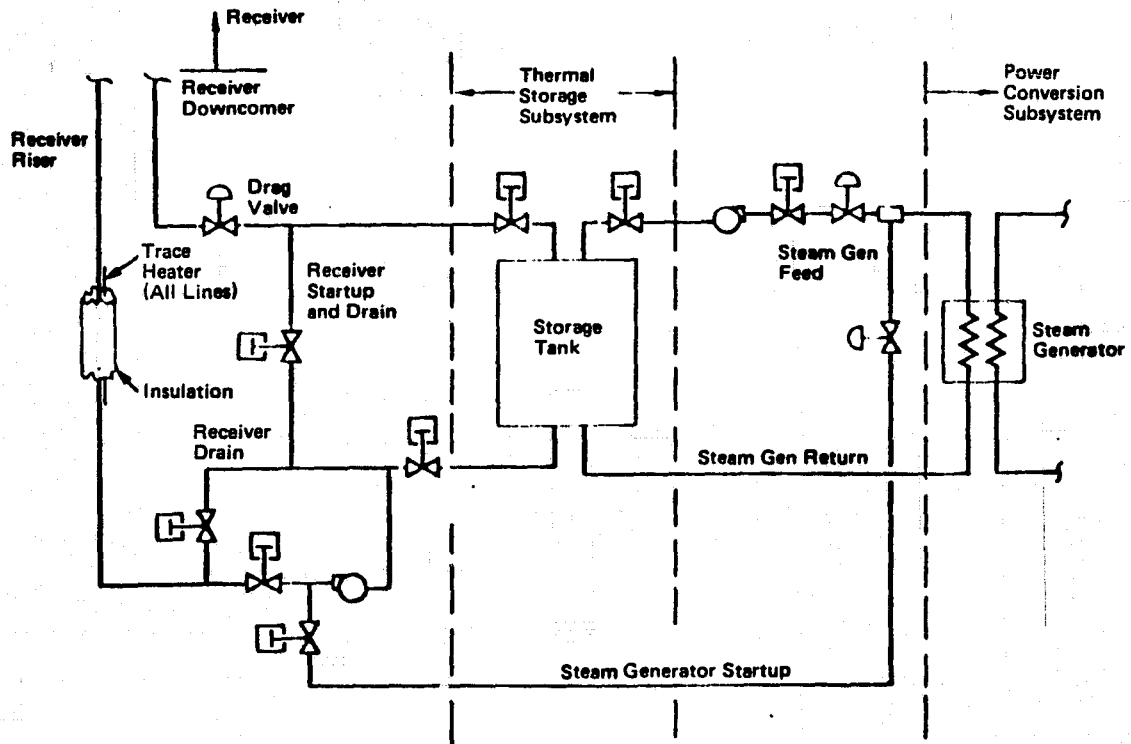 Receiver
Receiver
Downcomer
Thermal
Storage
Subsystem
Power
Conversion
Subsystem
Receiver
Riser
Drag
Valve
Trace
Heater
(All Lines)
Receiver
Startup
and Drain
Steam Gen
Feed
Storage
Tank
Steam
Generator
Insulation
Receiver
Drain
Steam Gen Return
Steam Generator Startup